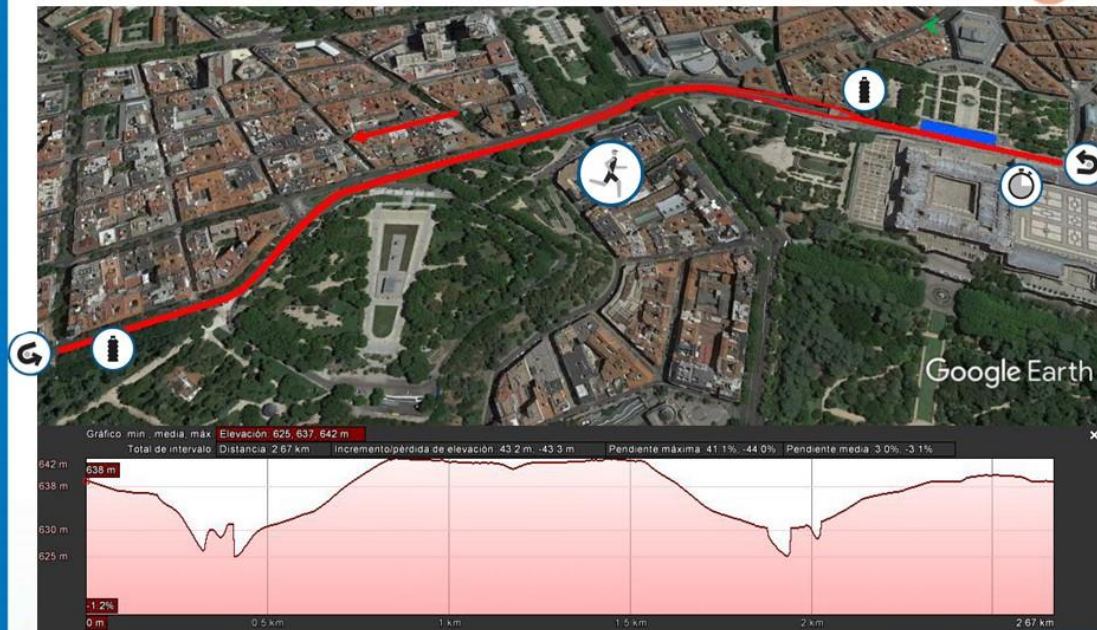 Google Earth
Gráfico: min., media, máx. Elevación: 625, 637, 642 m
Total de intervalo: Distancia: 2.67 km Incremento/pérdida de elevación: 43.2 m, -43.3 m Pendiente máxima: 41.1%, -44.0% Pendiente media: 3.0%, -3.1%
642 m
638 m
638 m
630 m
625 m
-1.2%
0 m 0.5 km 1 km 1.5 km 2 km 2.67 km